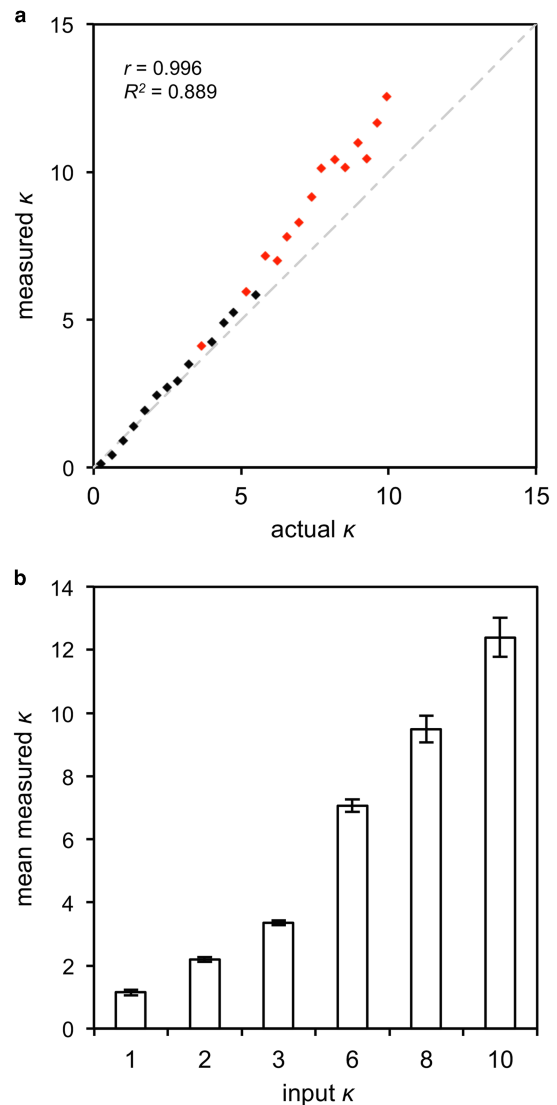 a
r = 0.996
R² = 0.889
15
10
5
0
measured κ
0 5 10 15
actual κ
b
14
12
10
8
6
4
2
0
mean measured κ
1 2 3 6 8 10
input κ